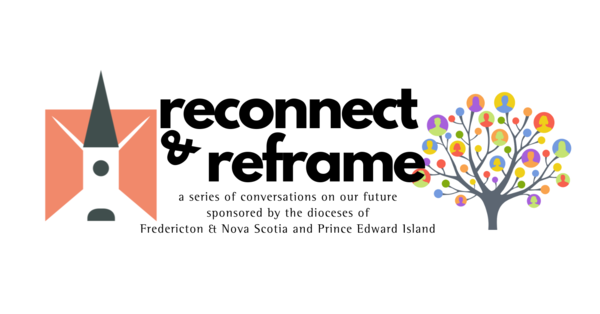 reconnect
& reframe
a series of conversations on our future
sponsored by the dioceses of
Fredericton & Nova Scotia and Prince Edward Island